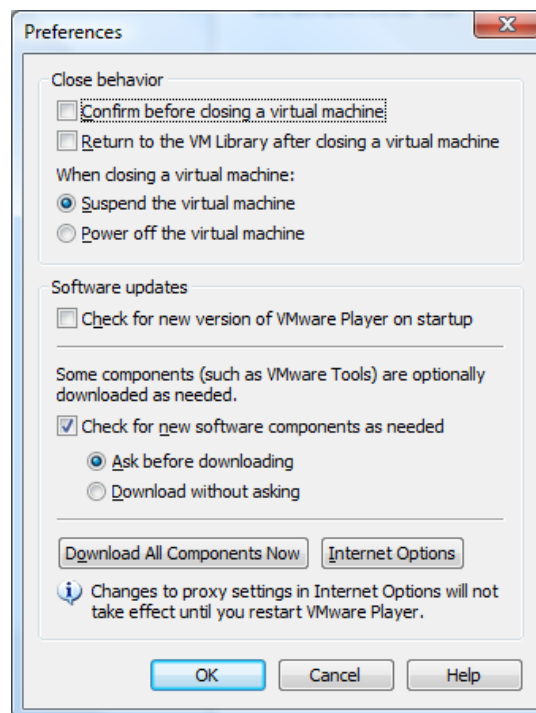 Preferences
Close behavior
Confirm before closing a virtual machine
Return to the VM Library after closing a virtual machine
When closing a virtual machine:
Suspend the virtual machine
Power off the virtual machine
Software updates
Check for new version of VMware Player on startup
Some components (such as VMware Tools) are optionally
downloaded as needed.
Check for new software components as needed
Ask before downloading
Download without asking
Download All Components Now Internet Options
Changes to proxy settings in Internet Options will not
take effect until you restart VMware Player.
OK Cancel Help